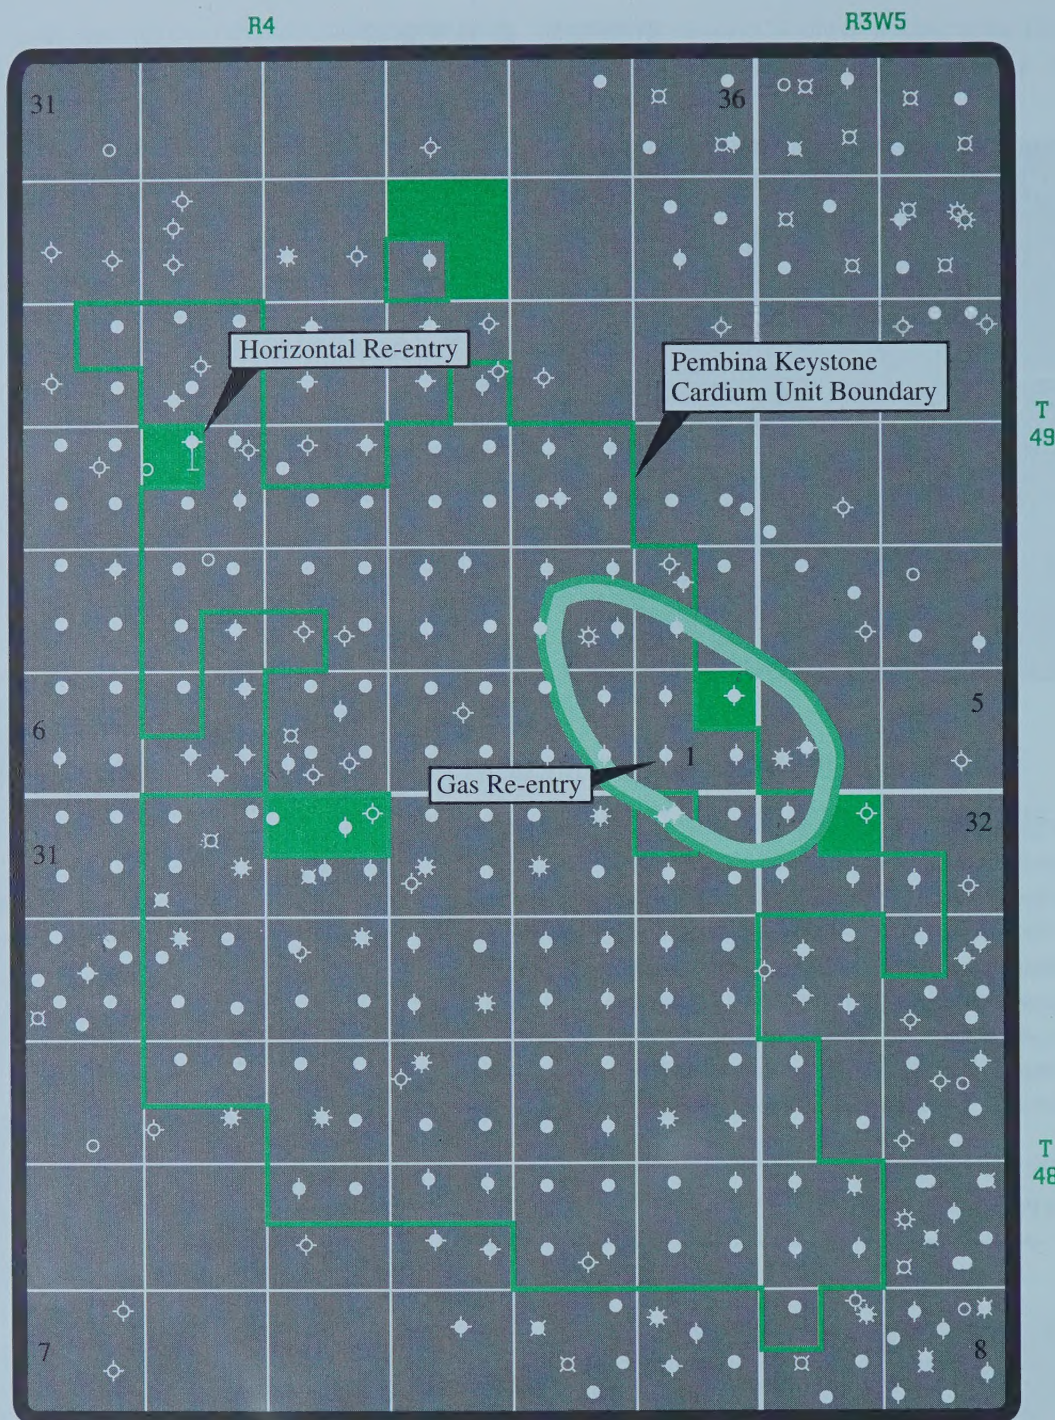 R4
R3W5
31
36
Horizontal Re-entry
Pembina Keystone
Cardium Unit Boundary
T
49
6
5
1
Gas Re-entry
31
32
T
48
7
8